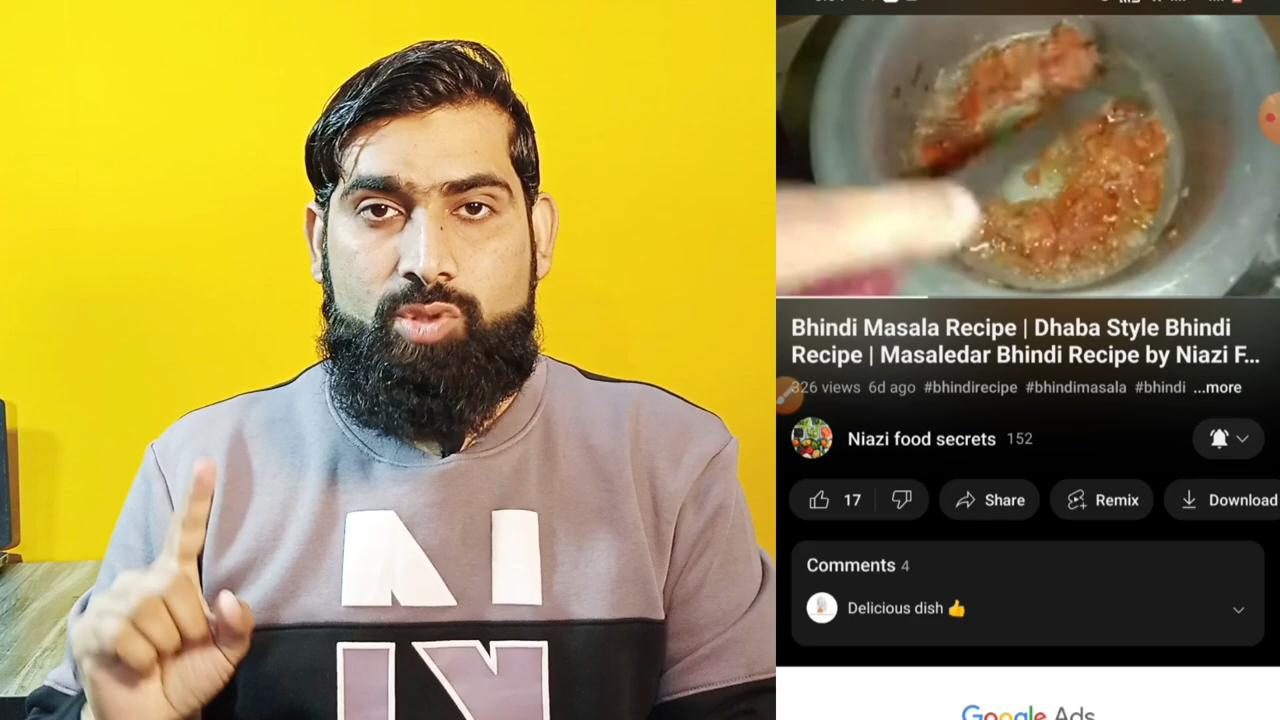 Bhindi Masala Recipe | Dhaba Style Bhindi
Recipe | Masaledar Bhindi Recipe by Niazi F...
326 views 6d ago #bhindirecipe #bhindimasala #bhindi ...more
Niazi food secrets 152
17 Share Remix Download
Comments 4
Delicious dish 👍
Google Ads